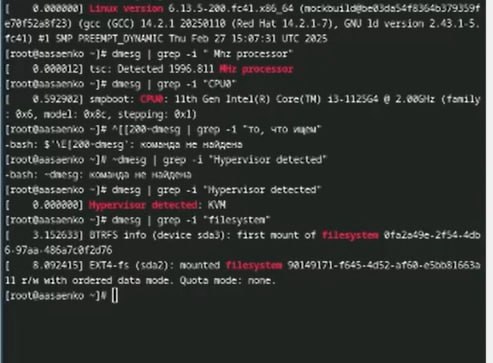 [    0.000000] Linux version 6.13.5-200.fc41.x86_64 (mockbuild@be03da54f8364b379359f
e70f52a8f23) (gcc (GCC) 14.2.1 20250110 (Red Hat 14.2.1-7), GNU ld version 2.43.1-5.
fc41) #1 SMP PREEMPT_DYNAMIC Thu Feb 27 15:07:31 UTC 2025
[root@aasaenko ~]# dmesg | grep -i " Mhz processor"
[    0.000012] tsc: Detected 1996.811 MHz processor
[root@aasaenko ~]# dmesg | grep -i "CPU0"
[    0.592902] smpboot: CPU0: 11th Gen Intel(R) Core(TM) i3-1125G4 @ 2.00GHz (family
: 0x6, model: 0x8c, stepping: 0x1)
[root@aasaenko ~]# ^[[200~dmesg | grep -i "то, что ищем"
-bash: $'\E[200~dmesg': команда не найдена
[root@aasaenko ~]# ~dmesg | grep -i "Hypervisor detected"
-bash: ~dmesg: команда не найдена
[root@aasaenko ~]# dmesg | grep -i "Hypervisor detected"
[    0.000000] Hypervisor detected: KVM
[root@aasaenko ~]# dmesg | grep -i "filesystem"
[    3.152633] BTRFS info (device sda3): first mount of filesystem 0fa2a49e-2f54-4db
6-97aa-486a7c0f2d76
[    8.092415] EXT4-fs (sda2): mounted filesystem 90149171-f645-4d52-af60-e5bb81663a
11 r/w with ordered data mode. Quota mode: none.
[root@aasaenko ~]#